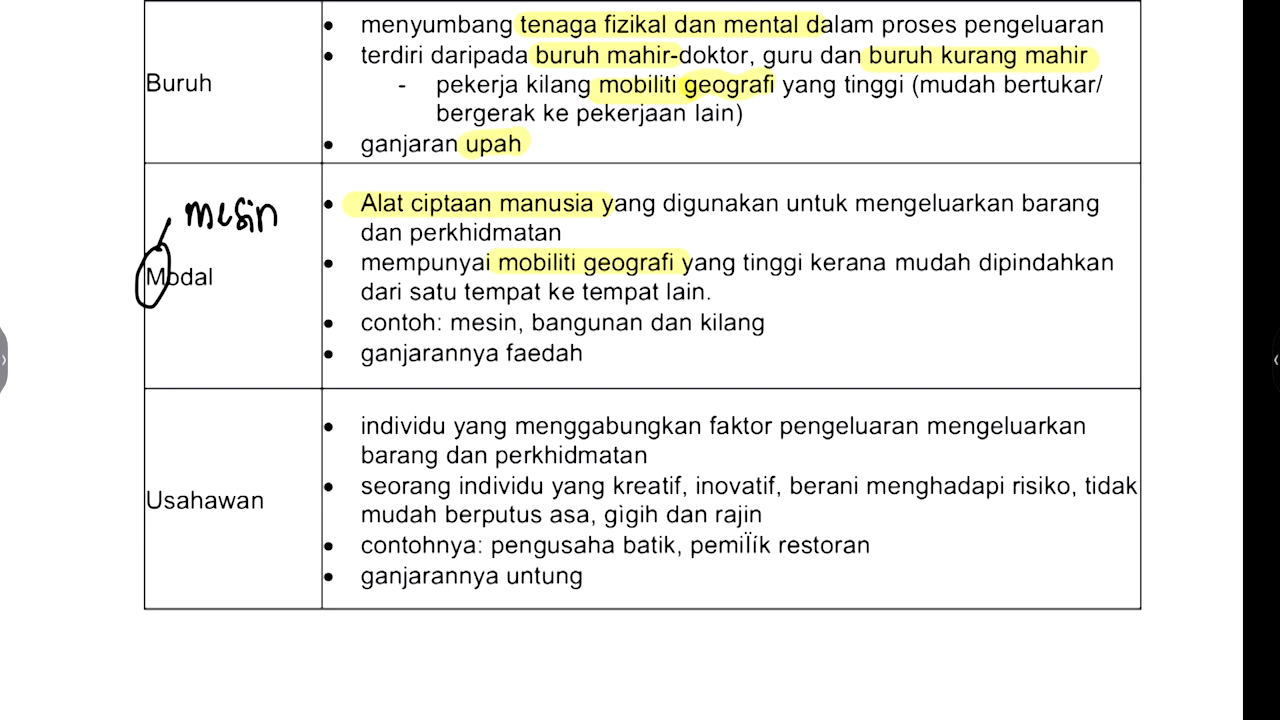 Buruh
• menyumbang tenaga fizikal dan mental dalam proses pengeluaran
• terdiri daripada buruh mahir-doktor, guru dan buruh kurang mahir
- pekerja kilang mobiliti geografi yang tinggi (mudah bertukar/
bergerak ke pekerjaan lain)
• ganjaran upah
mesin
Modal
• Alat ciptaan manusia yang digunakan untuk mengeluarkan barang
dan perkhidmatan
• mempunyai mobiliti geografi yang tinggi kerana mudah dipindahkan
dari satu tempat ke tempat lain.
• contoh: mesin, bangunan dan kilang
• ganjarannya faedah
Usahawan
• individu yang menggabungkan faktor pengeluaran mengeluarkan
barang dan perkhidmatan
• seorang individu yang kreatif, inovatif, berani menghadapi risiko, tidak
mudah berputus asa, gigih dan rajin
• contohnya: pengusaha batik, pemilik restoran
• ganjarannya untung